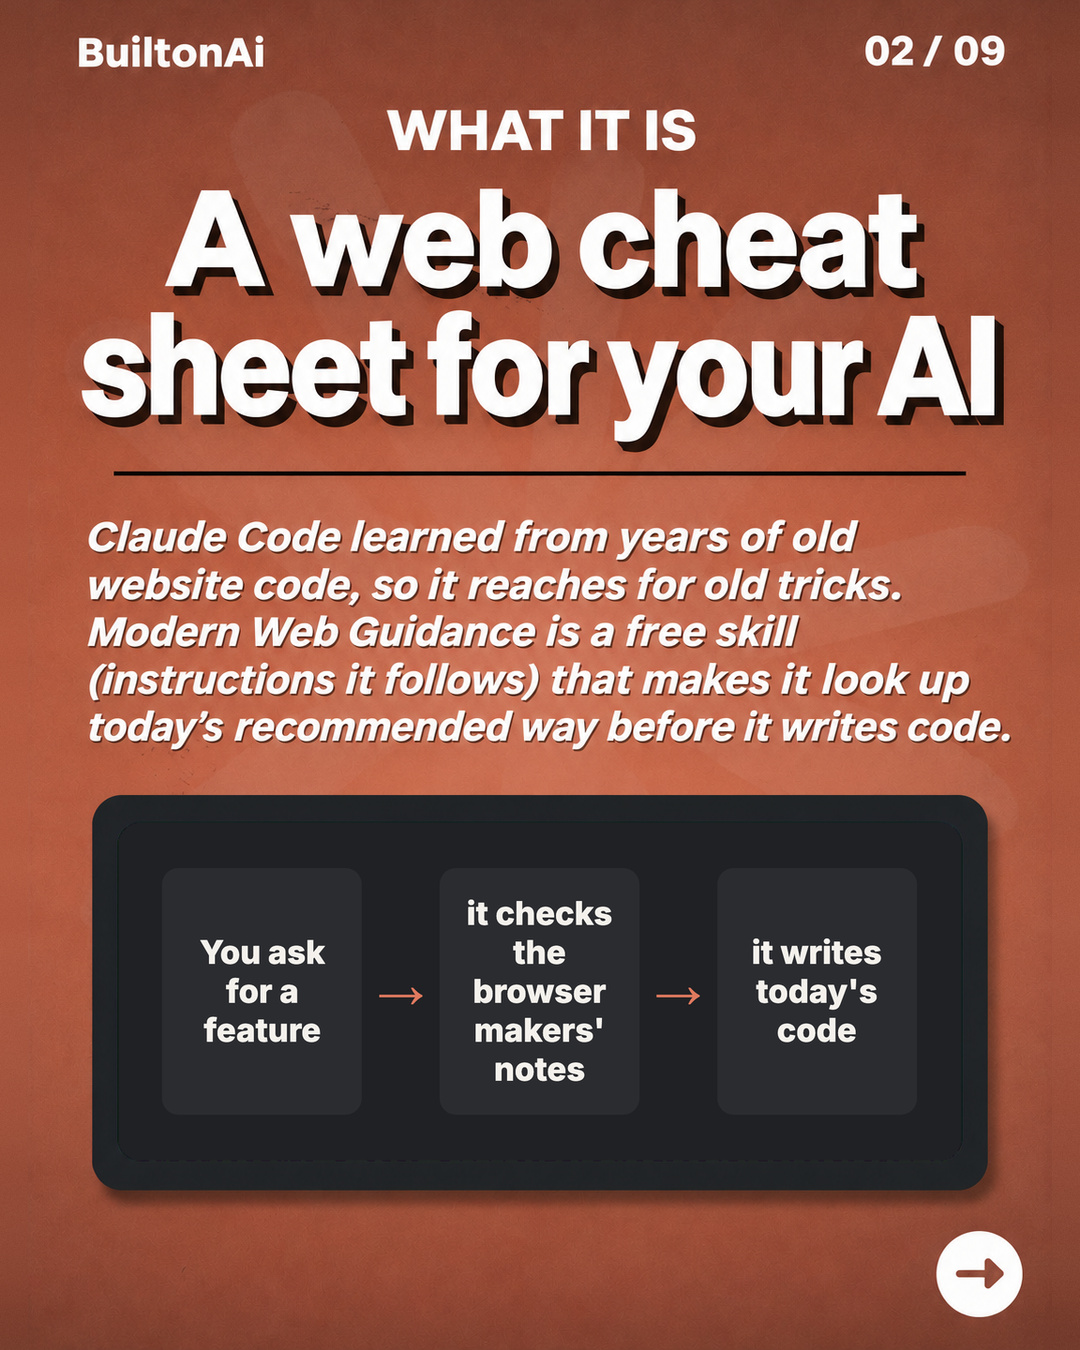 BuiltonAi
02 / 09
WHAT IT IS
A web cheat
sheet for your AI
Claude Code learned from years of old
website code, so it reaches for old tricks.
Modern Web Guidance is a free skill
(instructions it follows) that makes it look up
today’s recommended way before it writes code.
You ask
for a
feature
→
it checks
the
browser
makers'
notes
→
it writes
today's
code